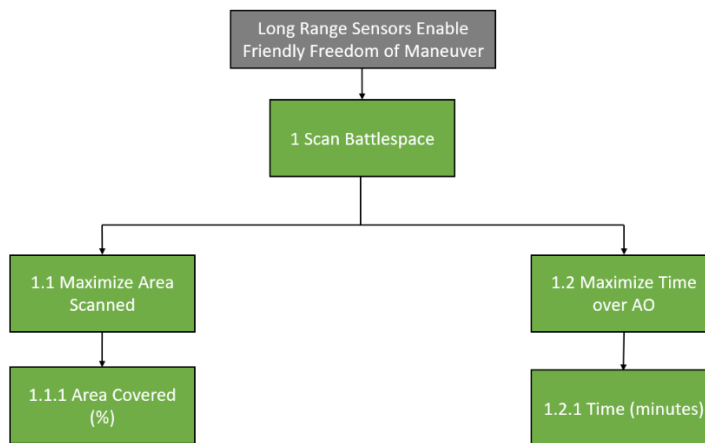 Long Range Sensors Enable
Friendly Freedom of Maneuver
1 Scan Battlespace
1.1 Maximize Area
Scanned
1.2 Maximize Time
over AO
1.1.1 Area Covered
(%)
1.2.1 Time (minutes)